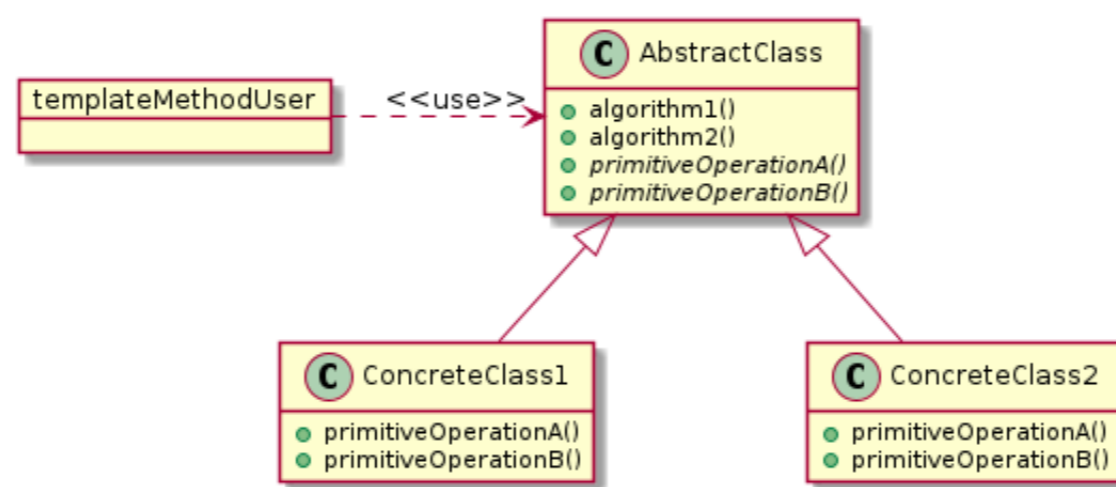 templateMethodUser
<<use>>
C AbstractClass
algorithm1()
algorithm2()
primitiveOperationA()
primitiveOperationB()
C ConcreteClass1
primitiveOperationA()
primitiveOperationB()
C ConcreteClass2
primitiveOperationA()
primitiveOperationB()